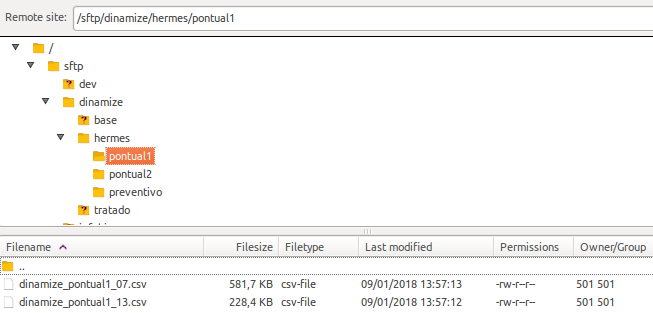 Remote site: /sftp/dinamize/hermes/pontual1
/
sftp
dev
dinamize
base
hermes
pontual1
pontual2
preventivo
tratado
Filename Filesize Filetype Last modified Permissions Owner/Group
..
dinamize_pontual1_07.csv 581,7 KB csv-file 09/01/2018 13:57:13 -rw-r--r-- 501 501
dinamize_pontual1_13.csv 228,4 KB csv-file 09/01/2018 13:57:12 -rw-r--r-- 501 501